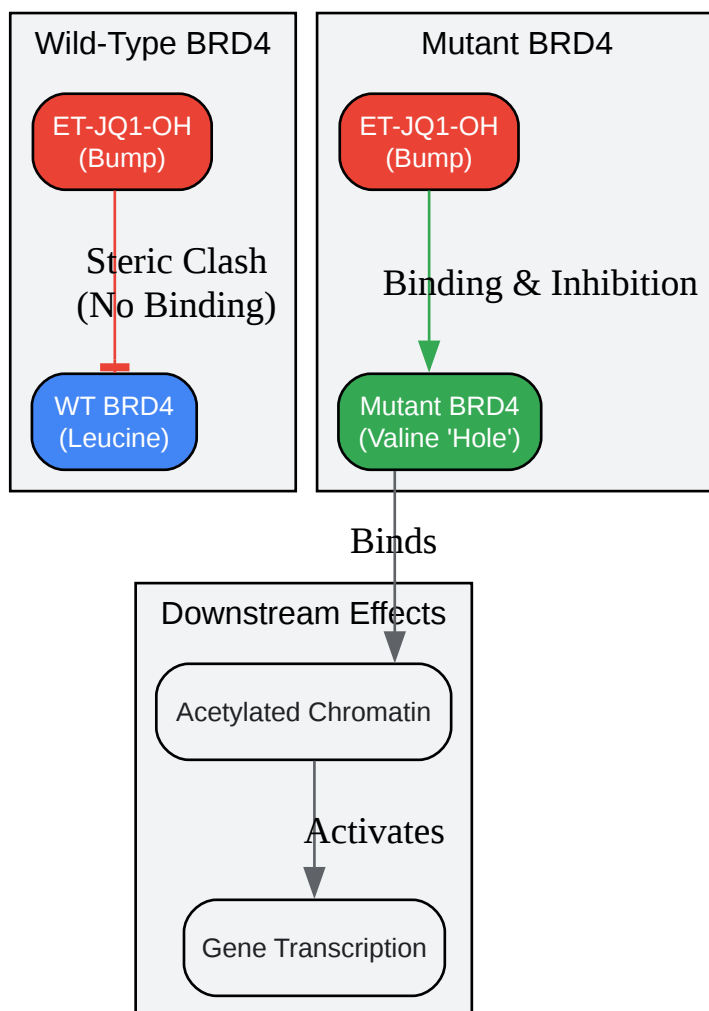 Wild-Type BRD4
ET-JQ1-OH
(Bump)
Steric Clash
(No Binding)
WT BRD4
(Leucine)
Mutant BRD4
ET-JQ1-OH
(Bump)
Binding & Inhibition
Mutant BRD4
(Valine 'Hole')
Binds
Downstream Effects
Acetylated Chromatin
Activates
Gene Transcription